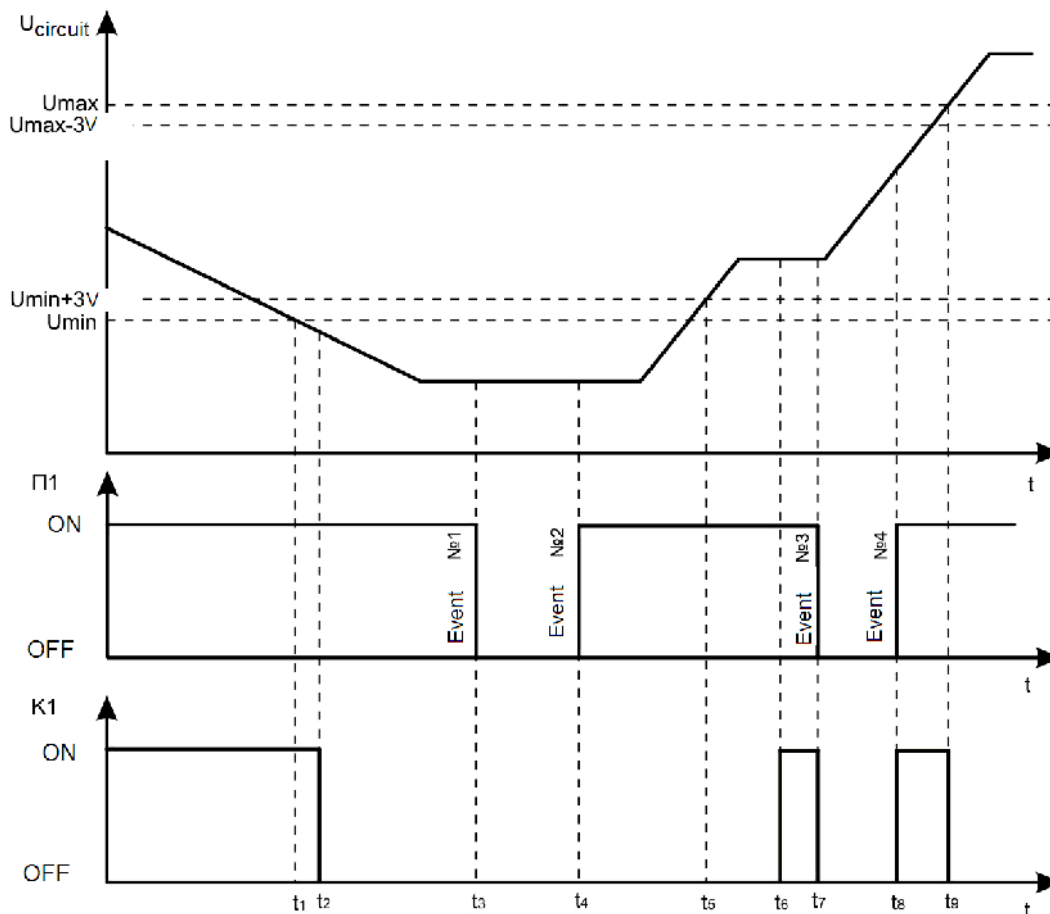 Ucircuit
Umax
Umax-3V
Umin+3V
Umin
t
П1
ON
Event №1
Event №2
Event №3
Event №4
OFF
t
К1
ON
OFF
t1 t2 t3 t4 t5 t6 t7 t8 t9 t